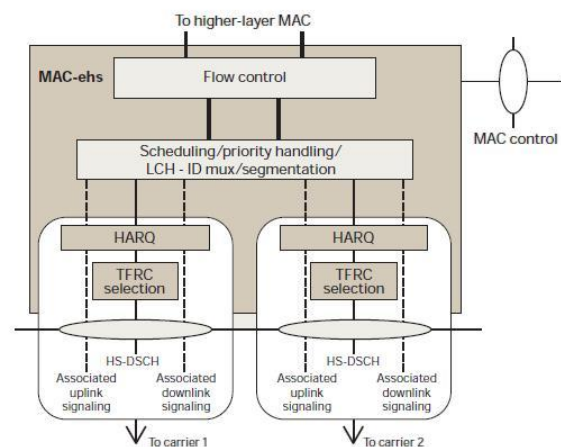 To higher-layer MAC
MAC-ehs
Flow control
MAC control
Scheduling/priority handling/
LCH - ID mux/segmentation
HARQ
TFRC
selection
HS-DSCH
Associated
uplink
signaling
Associated
downlink
signaling
To carrier 1
HARQ
TFRC
selection
HS-DSCH
Associated
uplink
signaling
Associated
downlink
signaling
To carrier 2